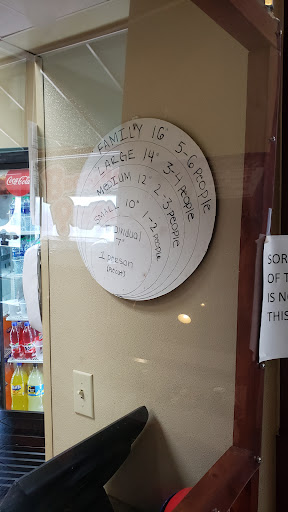 FAMILY 16" 5-6 people
LARGE 14" 3-4 people
MEDIUM 12" 2-3 people
SMALL 10" 1-2 people
individual
7"
1 person
Coca-Cola
SOR
OF T
IS NO
THIS